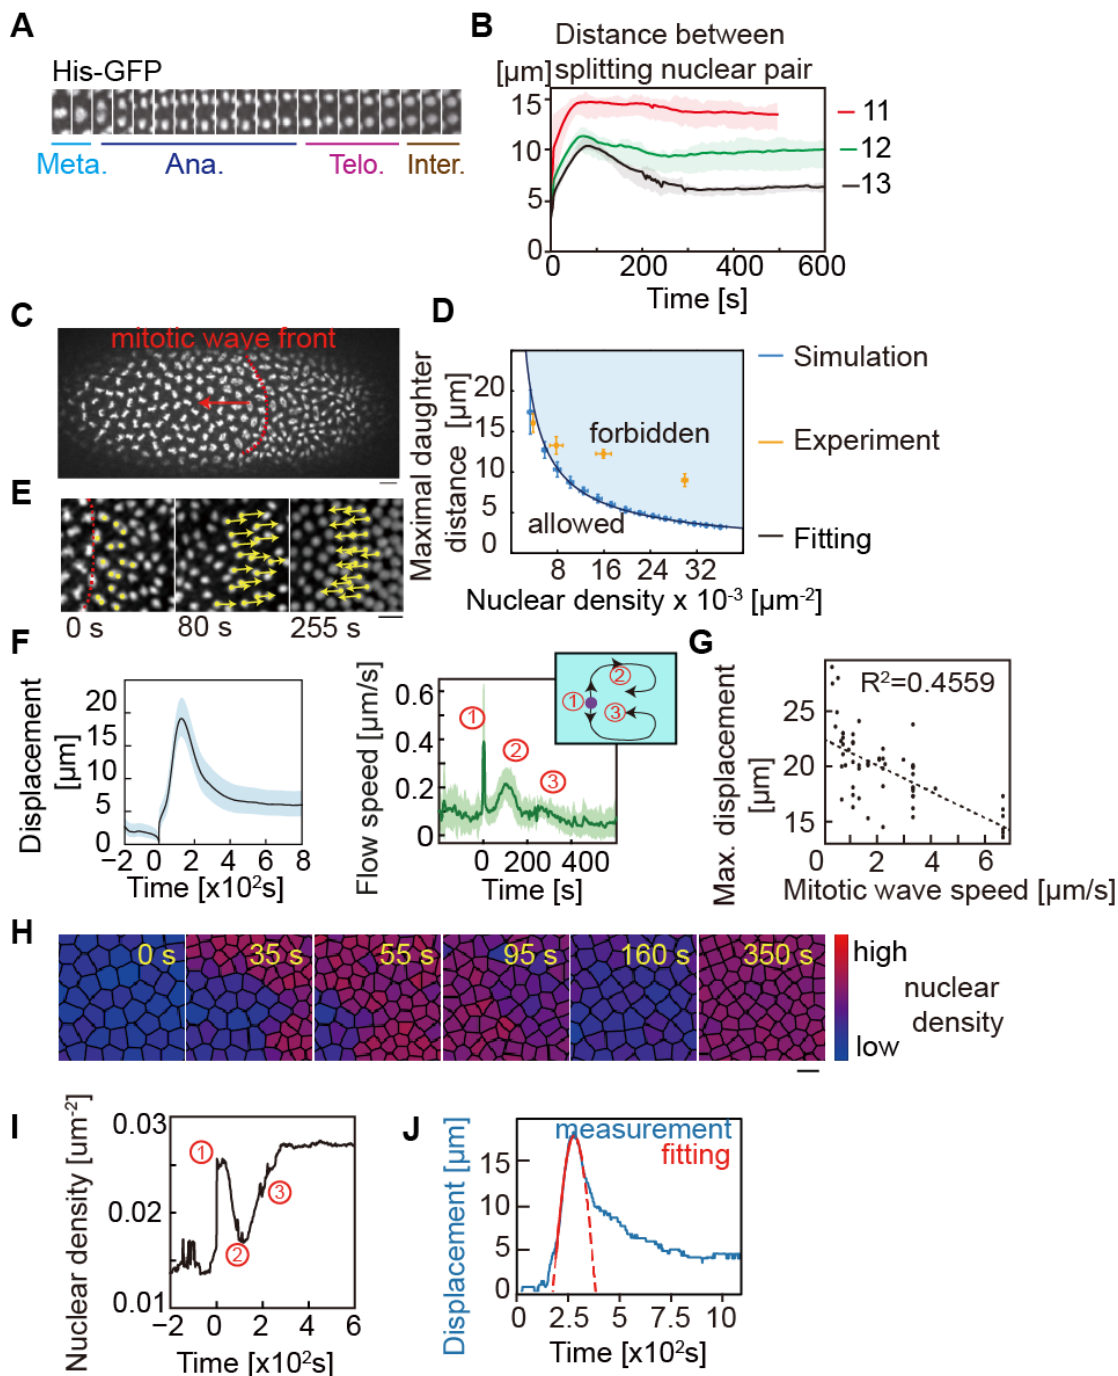 A
His-GFP
Meta.
Ana.
Telo.
Inter.
B
Distance between
splitting nuclear pair
[µm]
15
10
5
0
0
200
400
600
Time [s]
11
12
13
C
mitotic wave front
D
Maximal daughter
distance [µm]
20
15
10
5
0
forbidden
allowed
8
16
24
32
Nuclear density x 10⁻³ [µm⁻²]
Simulation
Experiment
Fitting
E
0 s
80 s
255 s
F
Displacement
[µm]
20
15
10
5
0
−2
0
2
4
6
8
Time [x10²s]
Flow speed [µm/s]
0.6
0.4
0.2
0
0
200
400
Time [s]
①
②
③
①
②
③
G
Max. displacement
[µm]
25
20
15
R²=0.4559
0
2
4
6
Mitotic wave speed [µm/s]
H
0 s
35 s
55 s
95 s
160 s
350 s
high
nuclear
density
low
I
Nuclear density [um⁻²]
0.03
0.02
0.01
①
②
③
−2
0
2
4
6
Time [x10²s]
J
Displacement [µm]
15
10
5
0
measurement
fitting
0
2.5
5
7.5
10
Time [x10²s]